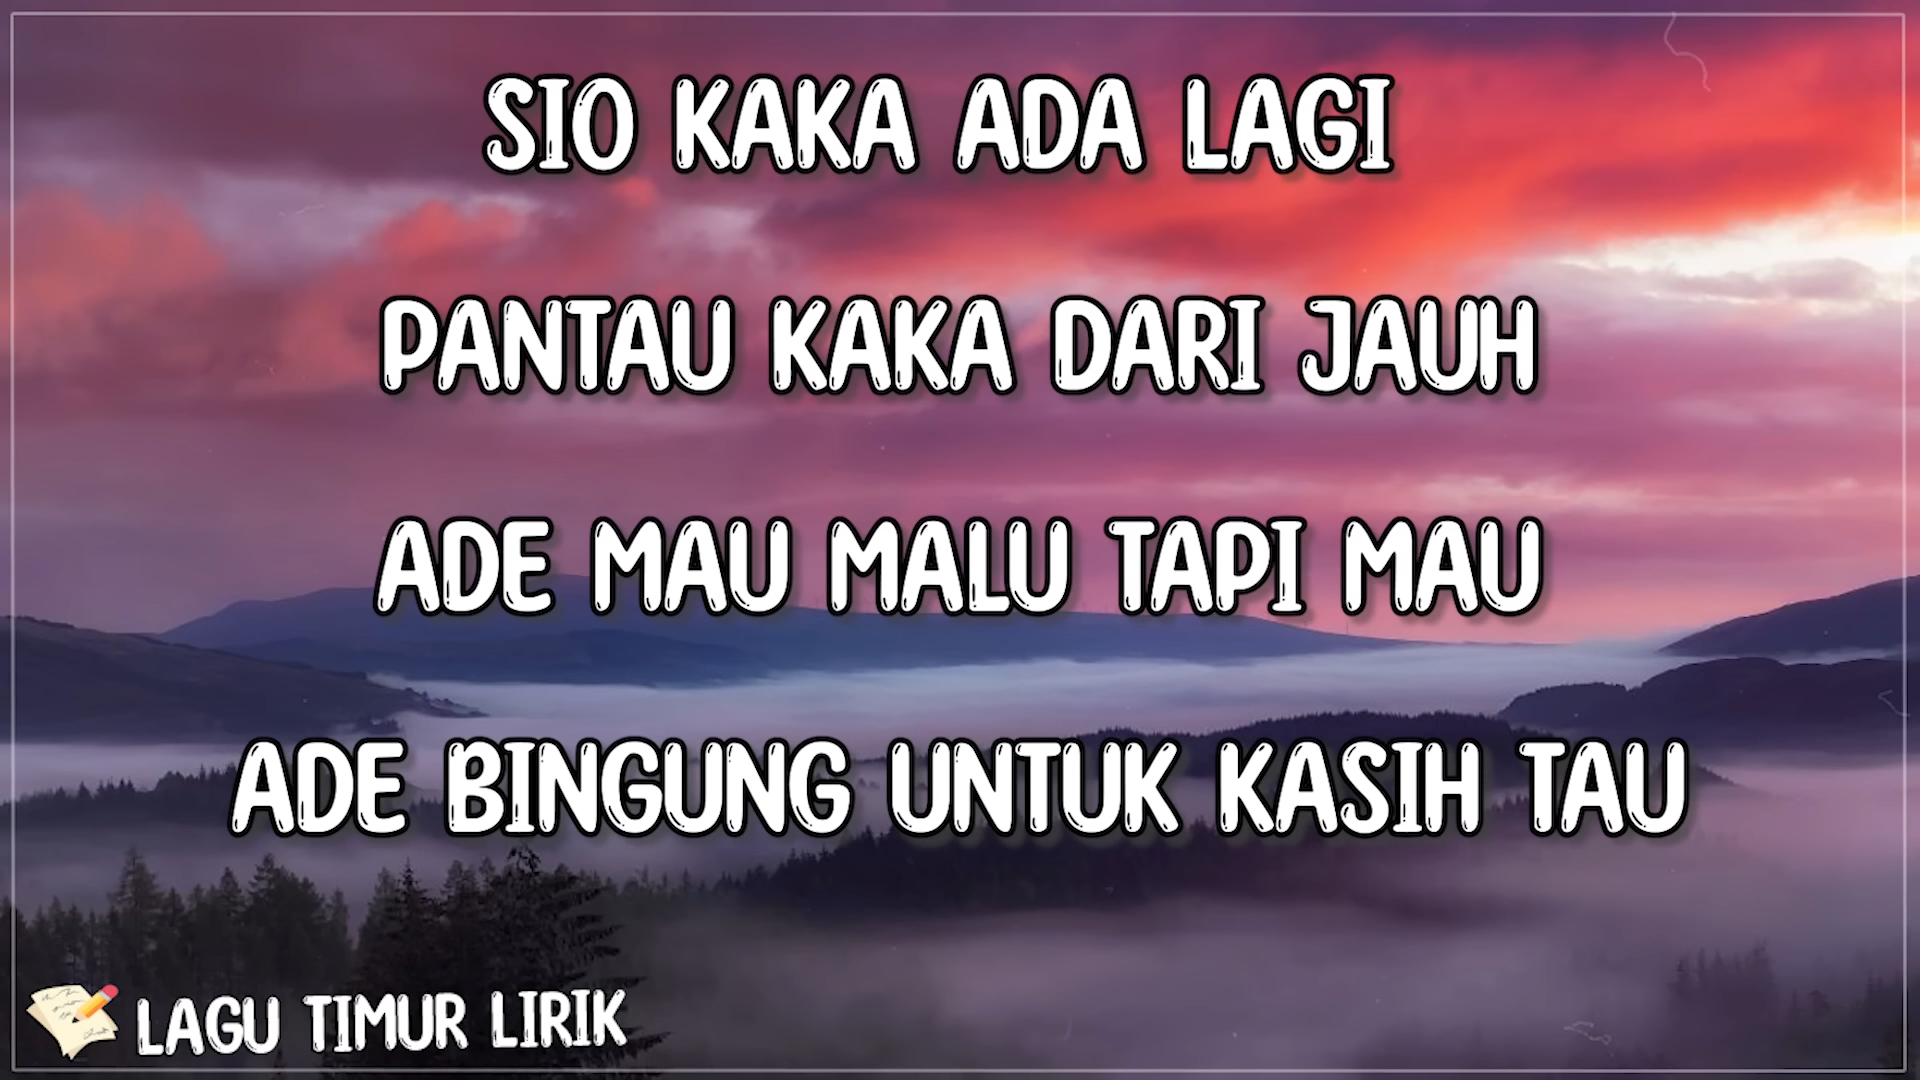 SIO KAKA ADA LAGI
PANTAU KAKA DARI JAUH
ADE MAU MALU TAPI MAU
ADE BINGUNG UNTUK KASIH TAU
LAGU TIMUR LIRIK